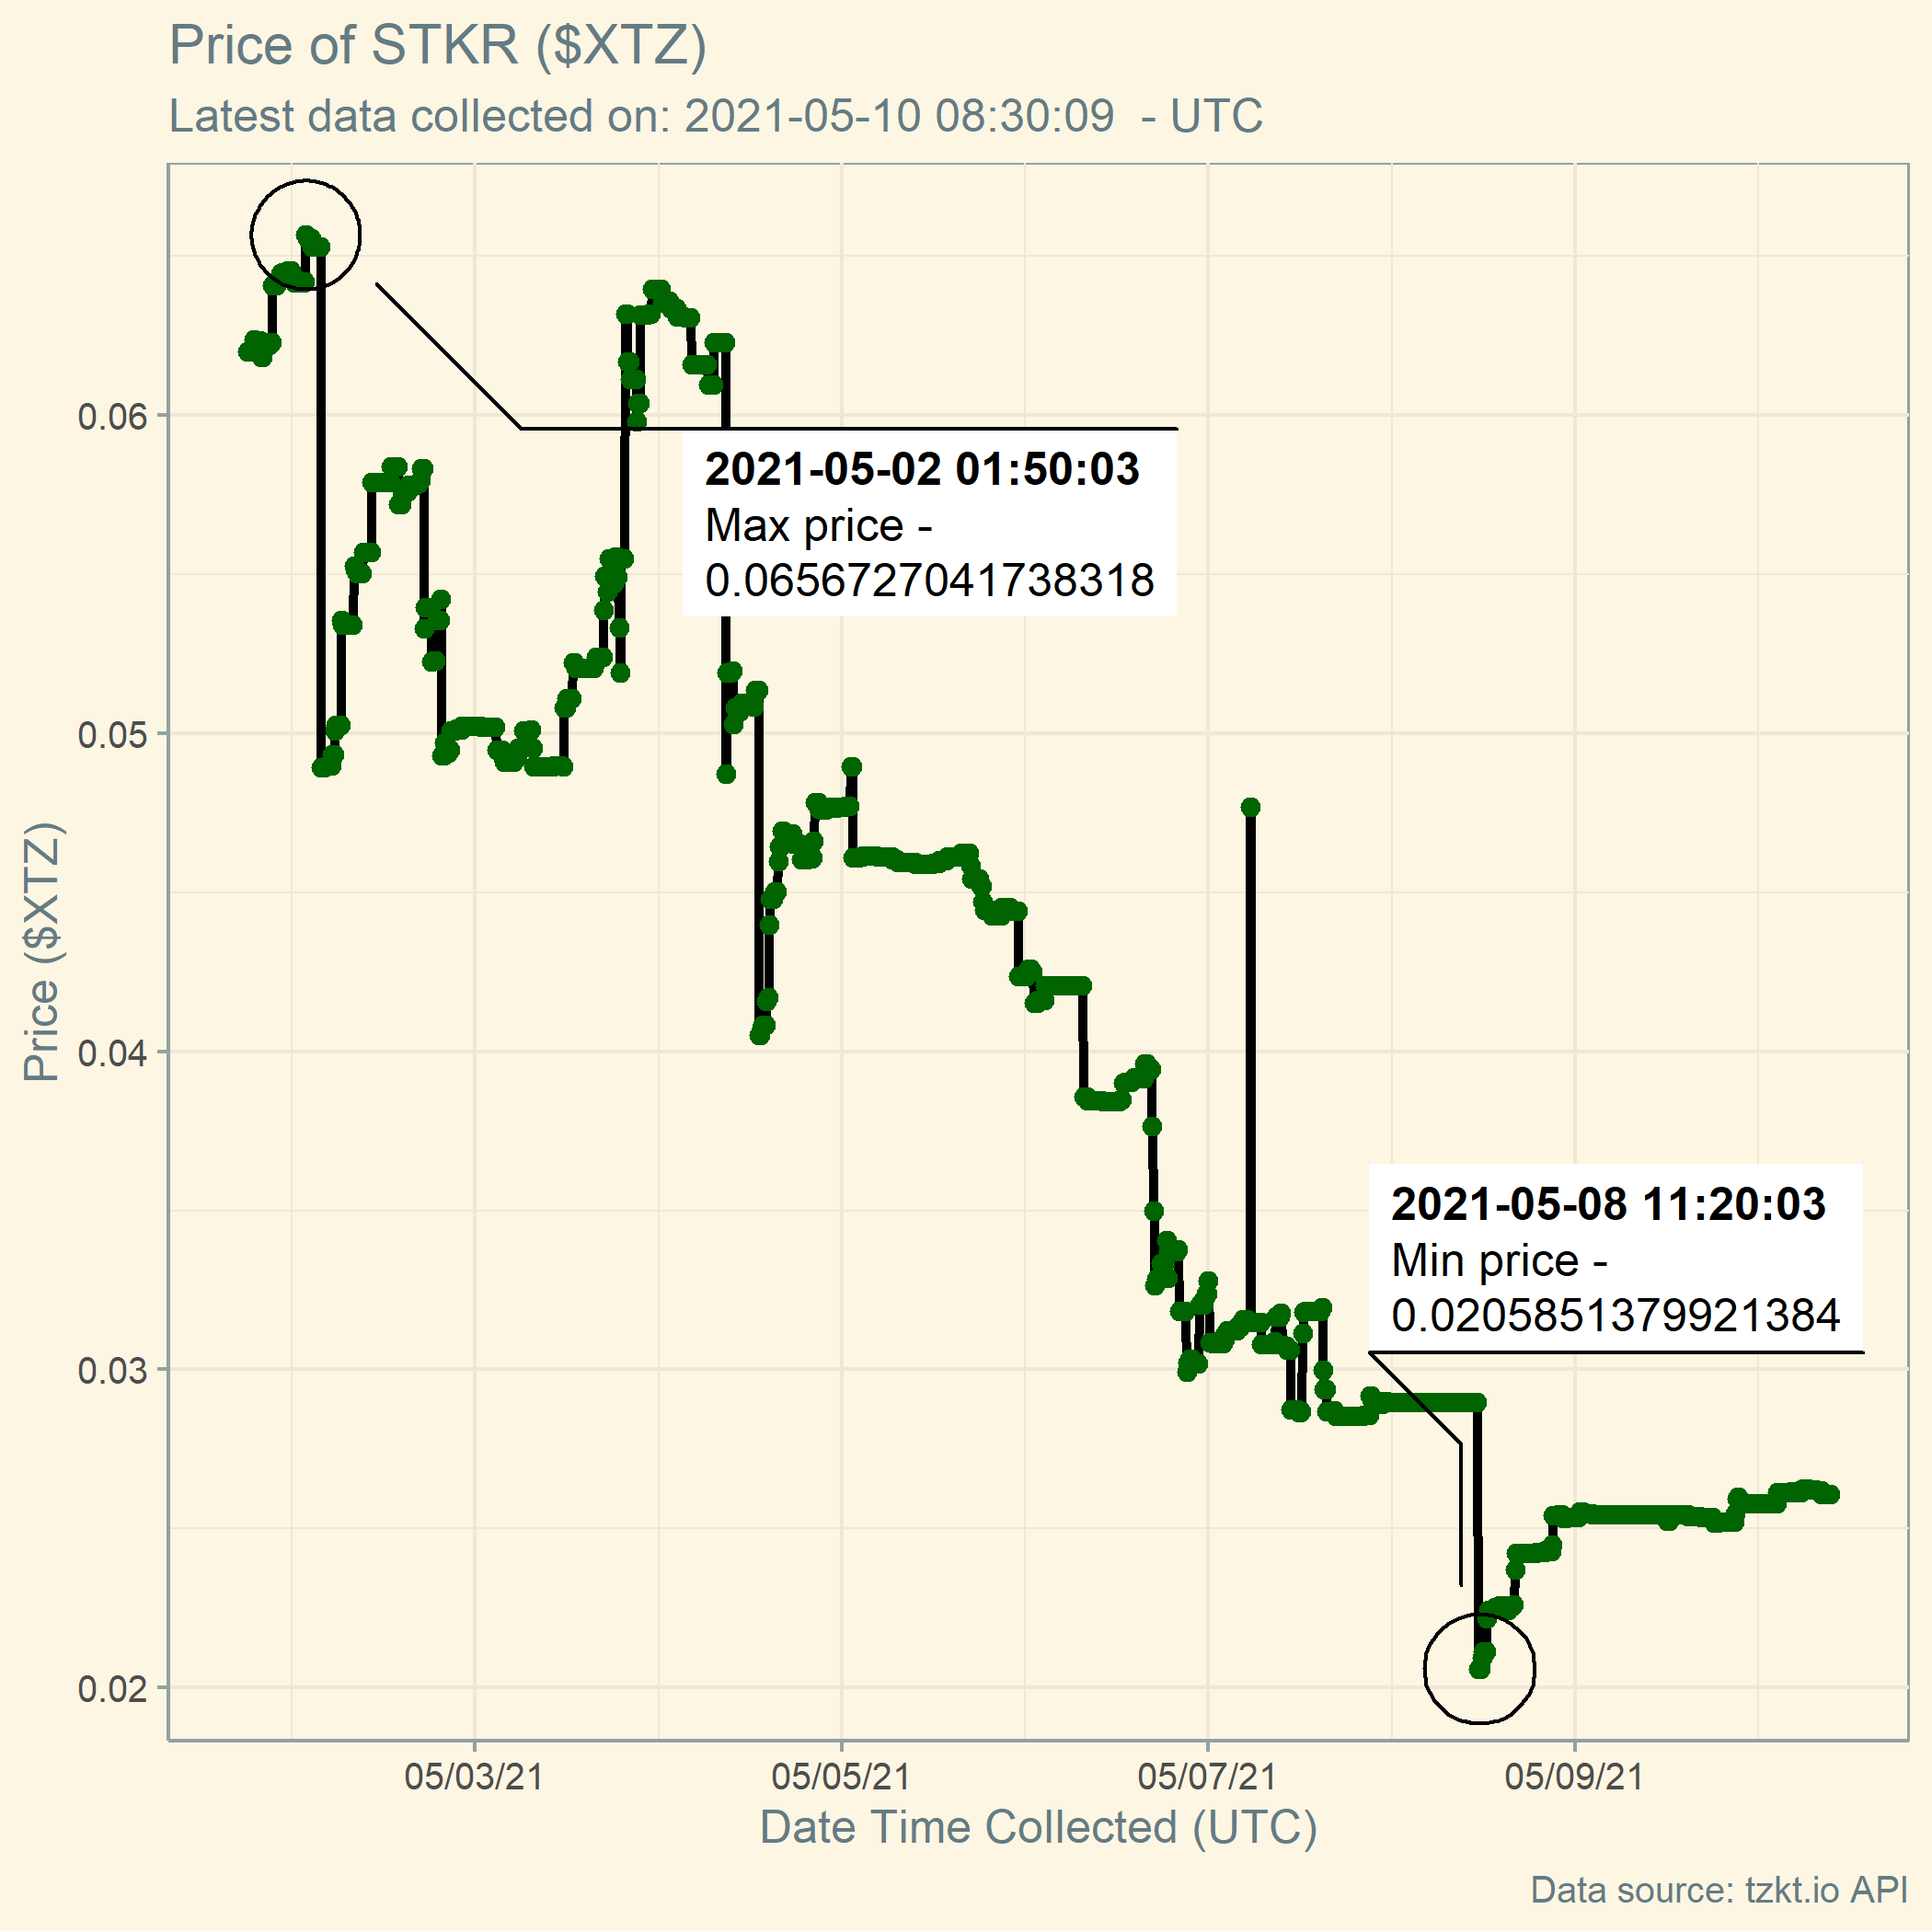 Price of STKR ($XTZ)
Latest data collected on: 2021-05-10 08:30:09  - UTC
Price ($XTZ)
0.06
0.05
0.04
0.03
0.02
2021-05-02 01:50:03
Max price -
0.0656727041738318
2021-05-08 11:20:03
Min price -
0.0205851379921384
05/03/21
05/05/21
05/07/21
05/09/21
Date Time Collected (UTC)
Data source: tzkt.io API